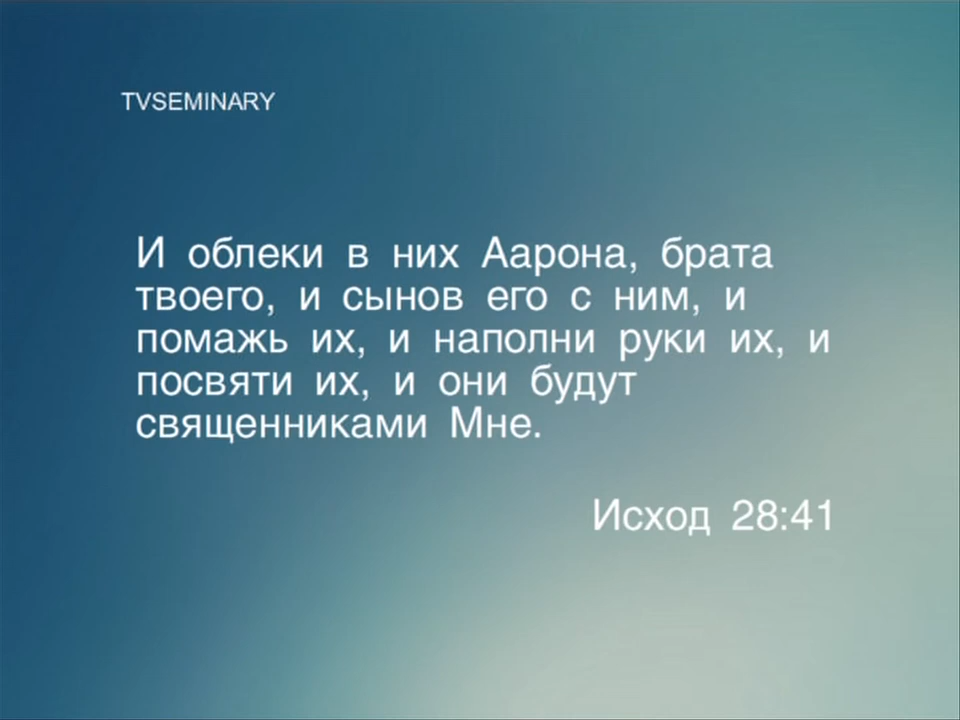 TVSEMINARY
И облеки в них Аарона, брата
твоего, и сынов его с ним, и
помажь их, и наполни руки их, и
посвяти их, и они будут
священниками Мне.
Исход 28:41